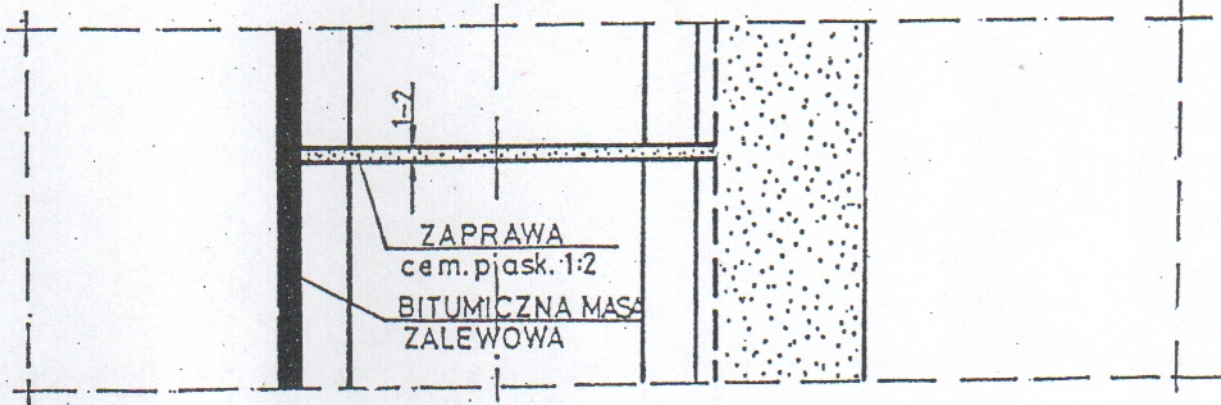 1-2
ZAPRAWA
cem.piask. 1:2
BITUMICZNA MASA
ZALEWOWA